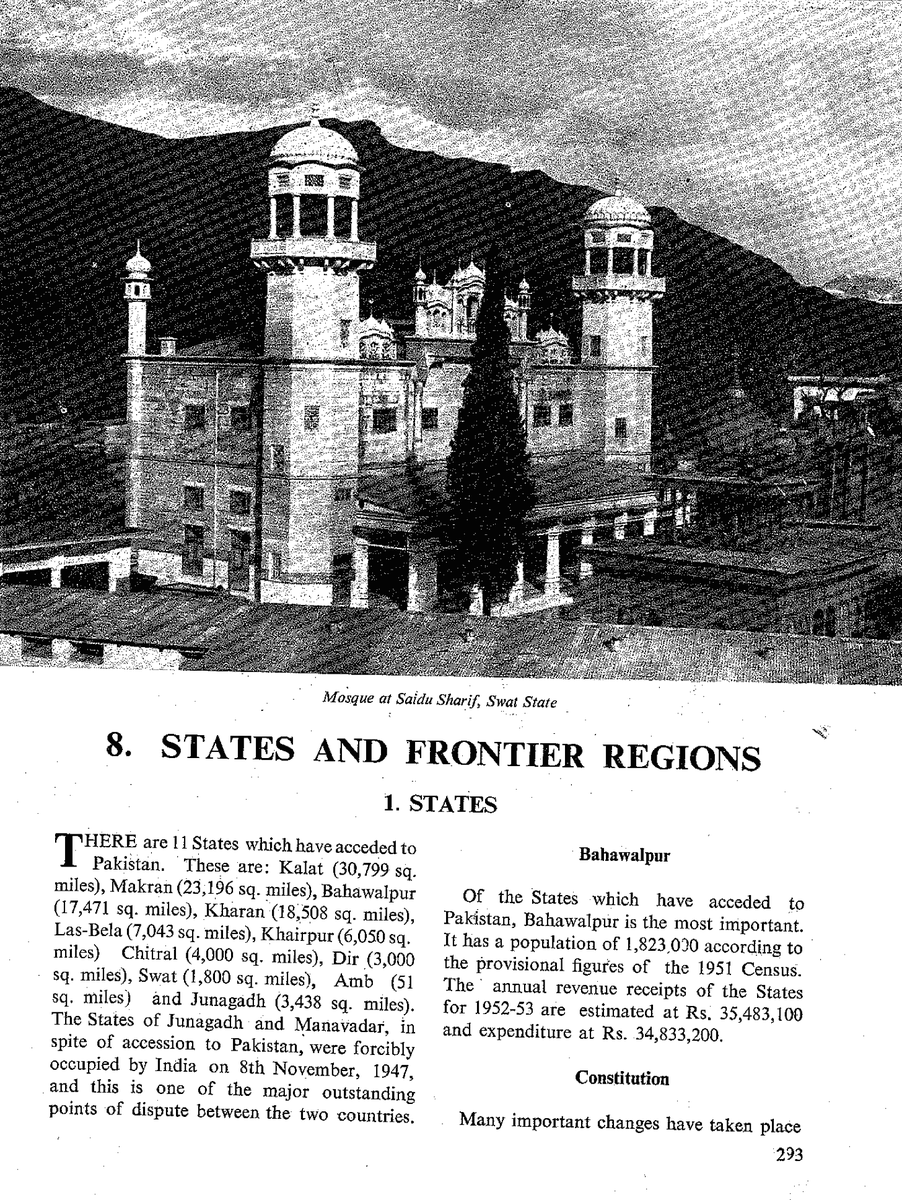 Mosque at Saidu Sharif, Swat State
8. STATES AND FRONTIER REGIONS
1. STATES
THERE are 11 States which have acceded to
Pakistan. These are: Kalat (30,799 sq.
miles), Makran (23,196 sq. miles), Bahawalpur
(17,471 sq. miles), Kharan (18,508 sq. miles),
Las-Bela (7,043 sq. miles), Khairpur (6,050 sq.
miles) Chitral (4,000 sq. miles), Dir (3,000
sq. miles), Swat (1,800 sq. miles), Amb (51
sq. miles) and Junagadh (3,438 sq. miles).
The States of Junagadh and Manavadar, in
spite of accession to Pakistan, were forcibly
occupied by India on 8th November, 1947,
and this is one of the major outstanding
points of dispute between the two countries.
Bahawalpur
Of the States which have acceded to
Pakistan, Bahawalpur is the most important.
It has a population of 1,823,000 according to
the provisional figures of the 1951 Census.
The annual revenue receipts of the States
for 1952-53 are estimated at Rs. 35,483,100
and expenditure at Rs. 34,833,200.
Constitution
Many important changes have taken place
293